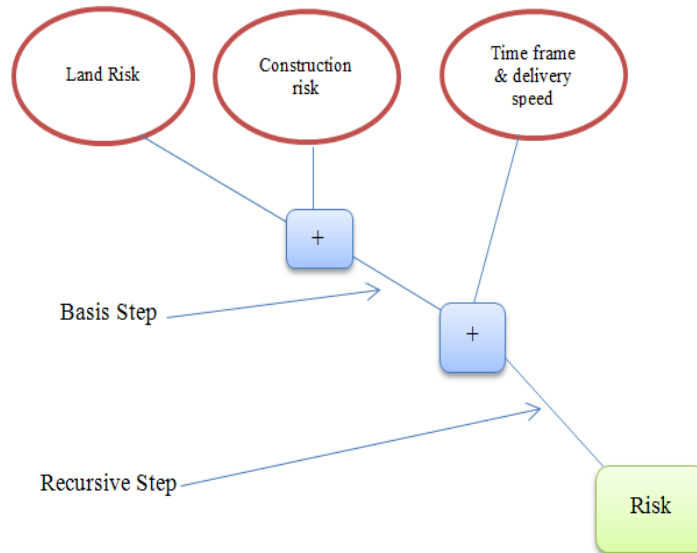 Land Risk
Construction
risk
Time frame
& delivery
speed
+
Basis Step
+
Recursive Step
Risk